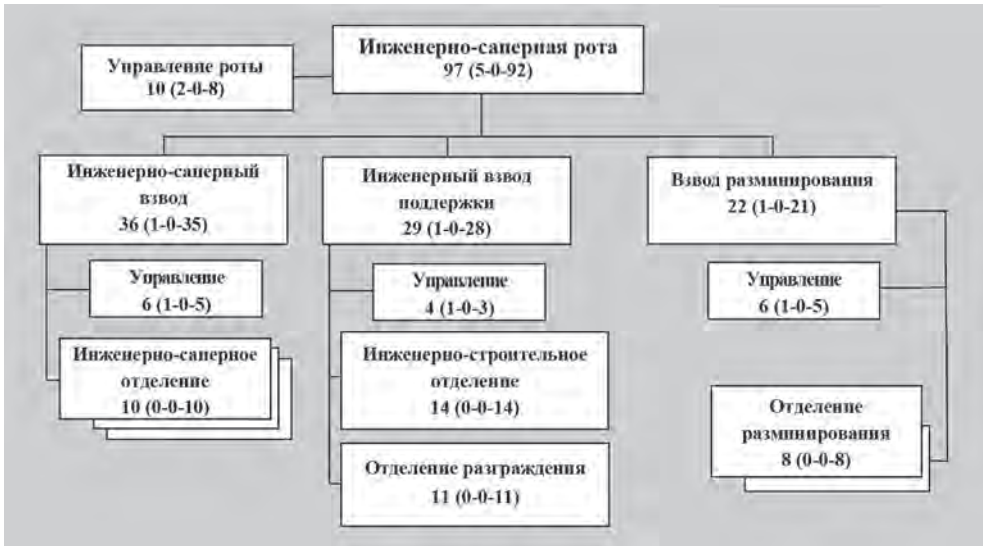 Инженерно-саперная рота
97 (5-0-92)
Управление роты
10 (2-0-8)
Инженерно-саперный
взвод
36 (1-0-35)
Управление
6 (1-0-5)
Инженерно-саперное
отделение
10 (0-0-10)
Инженерный взвод
поддержки
29 (1-0-28)
Управление
4 (1-0-3)
Инженерно-строительное
отделение
14 (0-0-14)
Отделение разграждения
11 (0-0-11)
Взвод разминирования
22 (1-0-21)
Управление
6 (1-0-5)
Отделение
разминирования
8 (0-0-8)